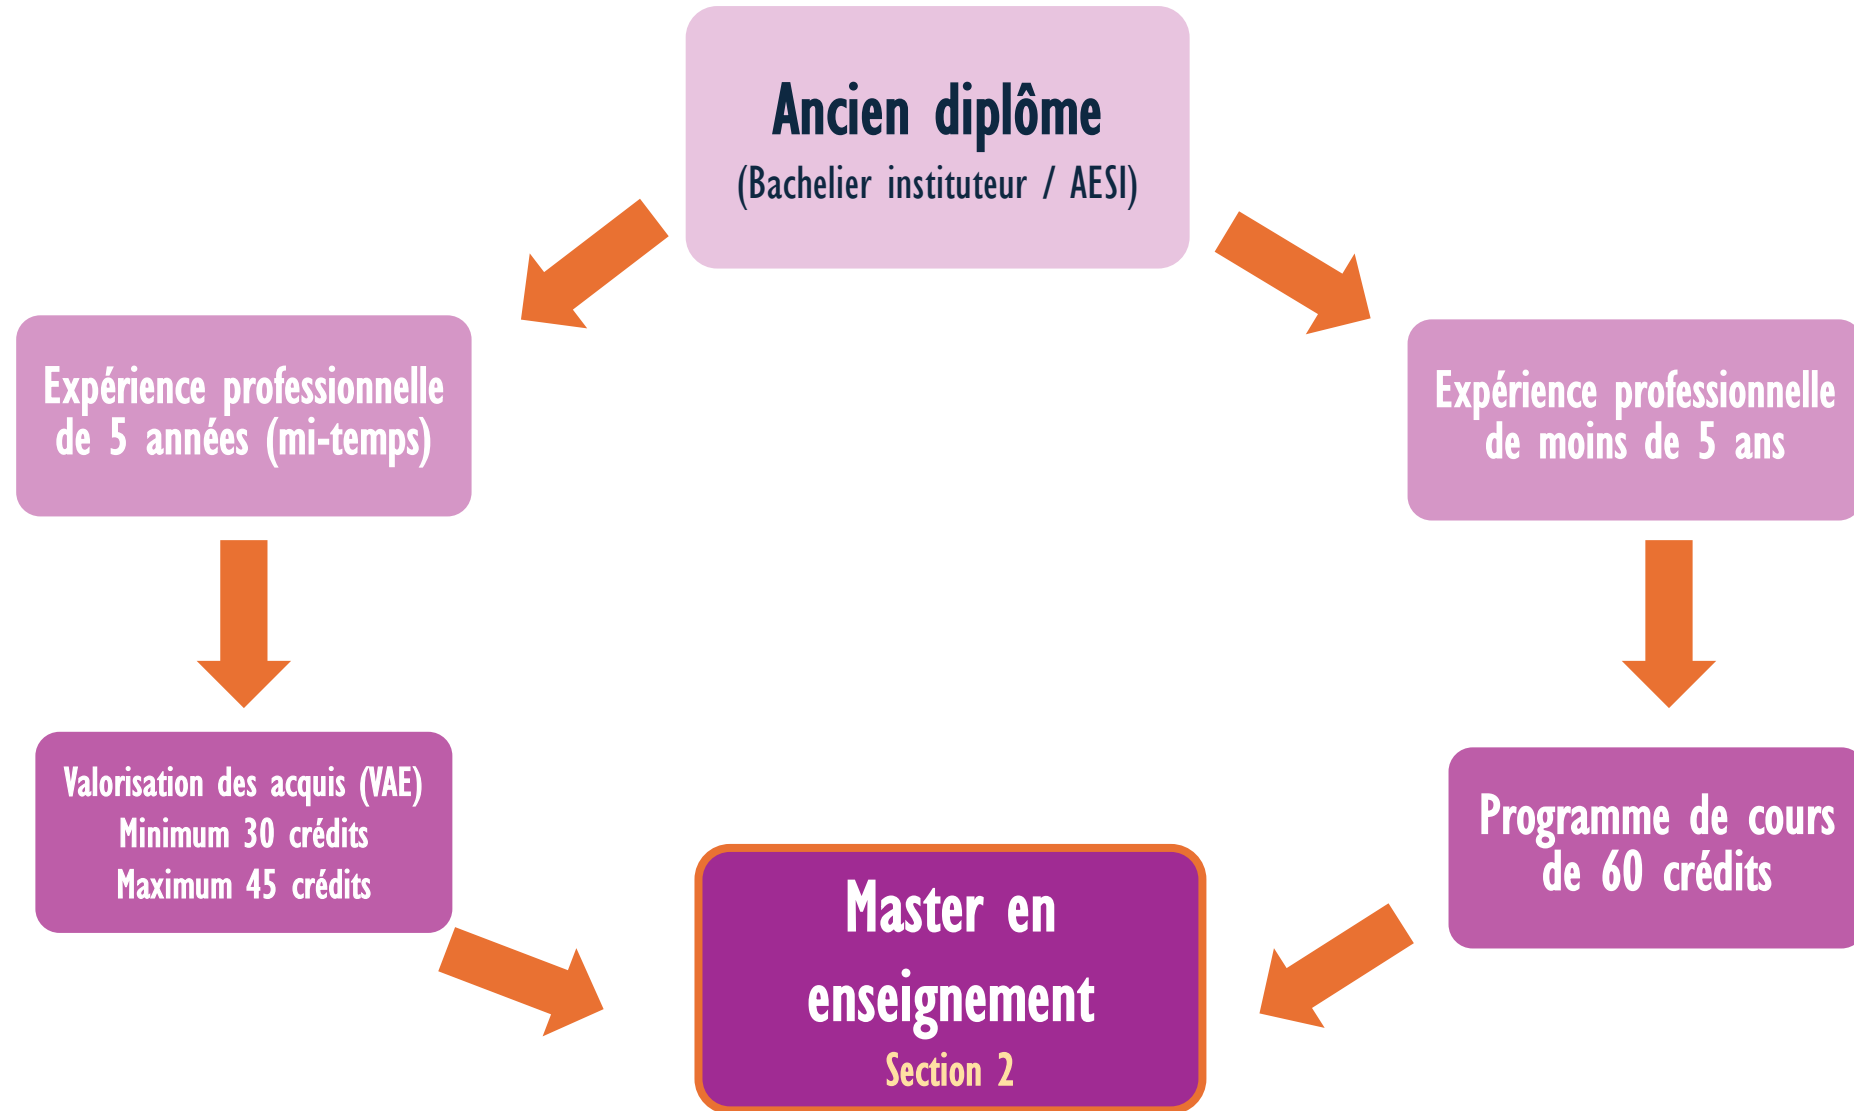 Ancien diplôme
(Bachelier instituteur / AESI)
Expérience professionnelle
de 5 années (mi-temps)
Expérience professionnelle
de moins de 5 ans
Valorisation des acquis (VAE)
Minimum 30 crédits
Maximum 45 crédits
Programme de cours
de 60 crédits
Master en
enseignement
Section 2